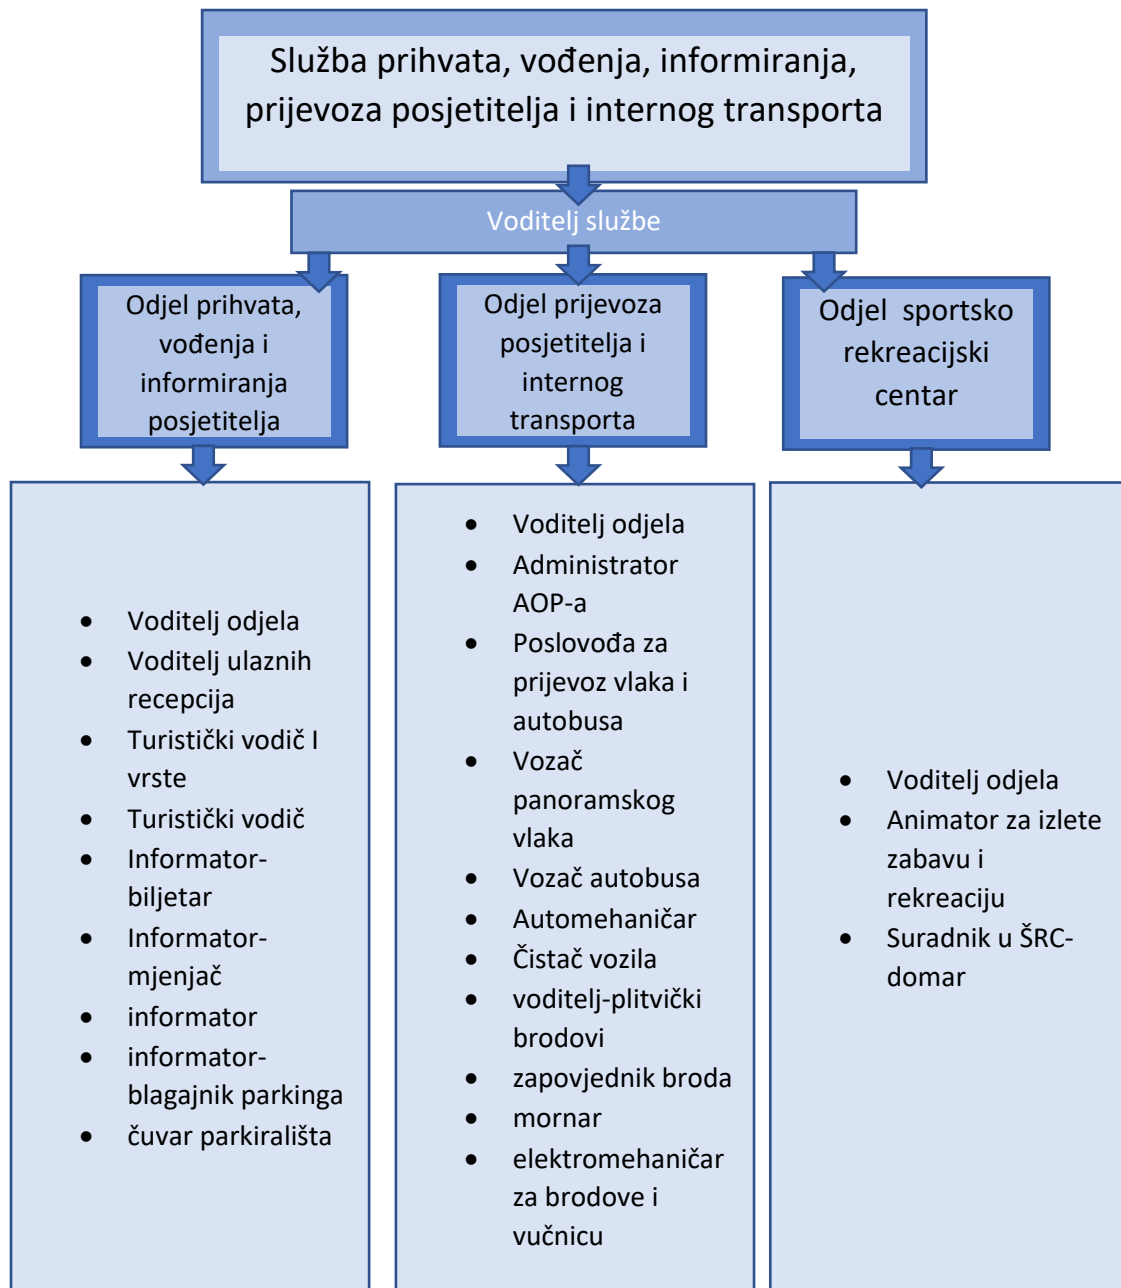 Služba prihvata, vođenja, informiranja,
prijevoza posjetitelja i internog transporta
Voditelj službe
Odjel prihvata,
vođenja i
informiranja
posjetitelja
Odjel prijevoza
posjetitelja i
internog
transporta
Odjel  sportsko
rekreacijski
centar
• Voditelj odjela
• Voditelj ulaznih
recepcija
• Turistički vodič I
vrste
• Turistički vodič
• Informator-
biljetar
• Informator-
mjenjač
• informator
• informator-
blagajnik parkinga
• čuvar parkirališta
• Voditelj odjela
• Administrator
AOP-a
• Poslovođa za
prijevoz vlaka i
autobusa
• Vozač
panoramskog
vlaka
• Vozač autobusa
• Automehaničar
• Čistač vozila
• voditelj-plitvički
brodovi
• zapovjednik broda
• mornar
• elektromehaničar
za brodove i
vučnicu
• Voditelj odjela
• Animator za izlete
zabavu i
rekreaciju
• Suradnik u ŠRC-
domar